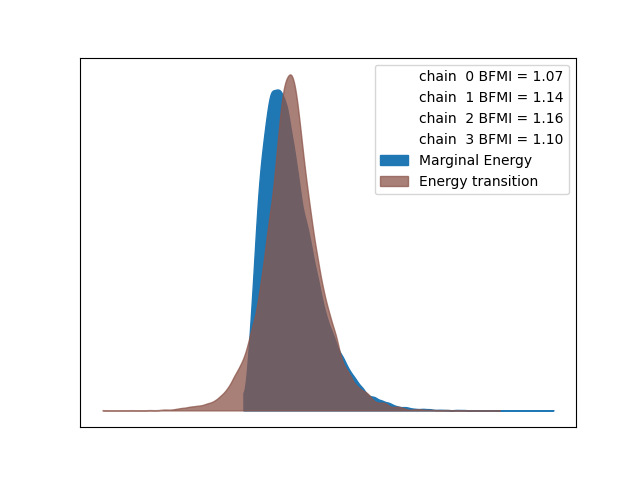 chain  0 BFMI = 1.07
chain  1 BFMI = 1.14
chain  2 BFMI = 1.16
chain  3 BFMI = 1.10
Marginal Energy
Energy transition